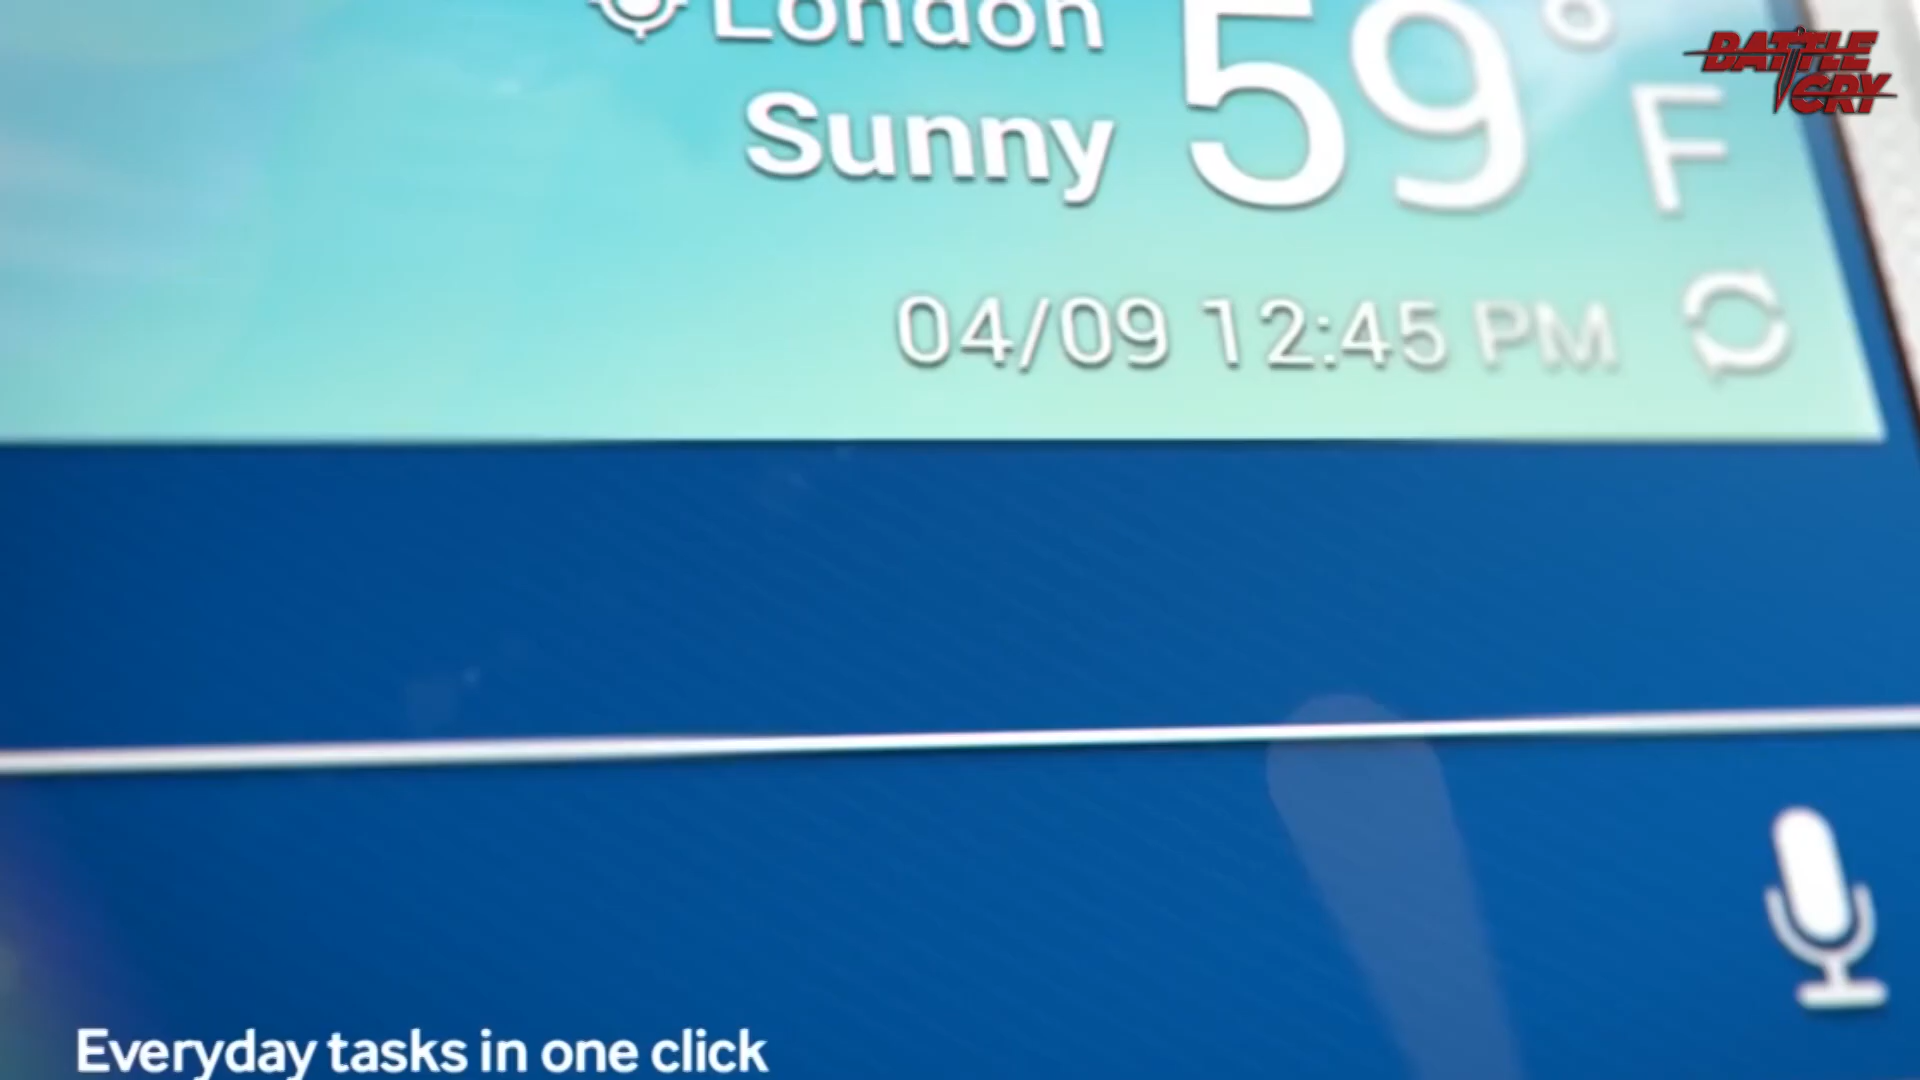 London
Sunny
59°F
04/09 12:45 PM
BATTLE
CRY
Everyday tasks in one click